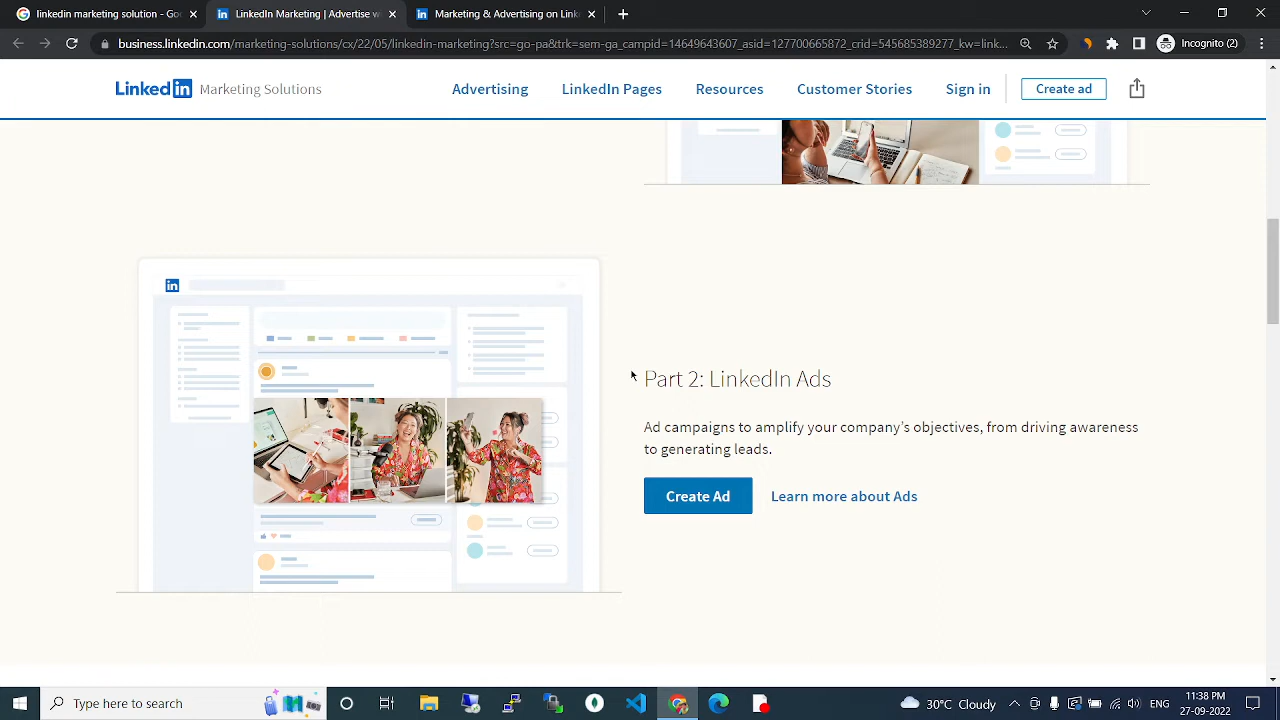 linkedin marketing solution - Go
LinkedIn Marketing | Advertise w
Marketing & Advertising on Link
business.linkedin.com/marketing-solutions/cx/22/05/linkedin-marketing?src=go-pa&trk=sem-ga_campid=14649643607_asid=127700665872_crid=545685389277_kw=link...
Incognito (2)
Linked in Marketing Solutions
Advertising
LinkedIn Pages
Resources
Customer Stories
Sign in
Create ad
in
Part 2: LinkedIn Ads
Ad campaigns to amplify your company's objectives, from driving awareness
to generating leads.
Create Ad
Learn more about Ads
Type here to search
30°C Cloudy
ENG
11:38 PM
27-09-2022